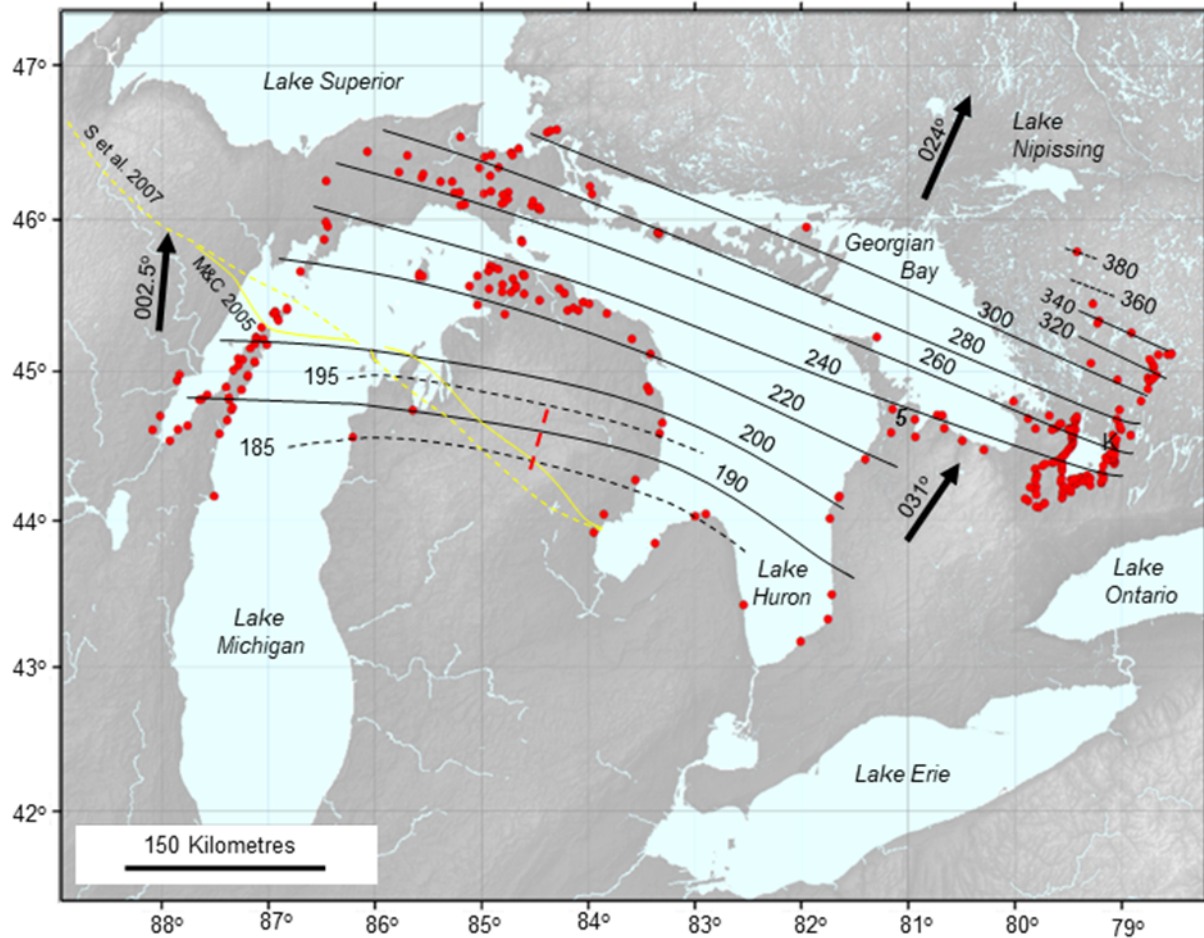 47°
46°
45°
44°
43°
42°
Lake Superior
Lake
Nipissing
024°
S et al. 2007
002.5°
M&C 2005
Georgian
Bay
380
360
340
320
300
280
260
240
220
200
190
195
185
5
K
031°
Lake
Huron
Lake
Michigan
Lake
Ontario
Lake Erie
150 Kilometres
88°
87°
86°
85°
84°
83°
82°
81°
80°
79°